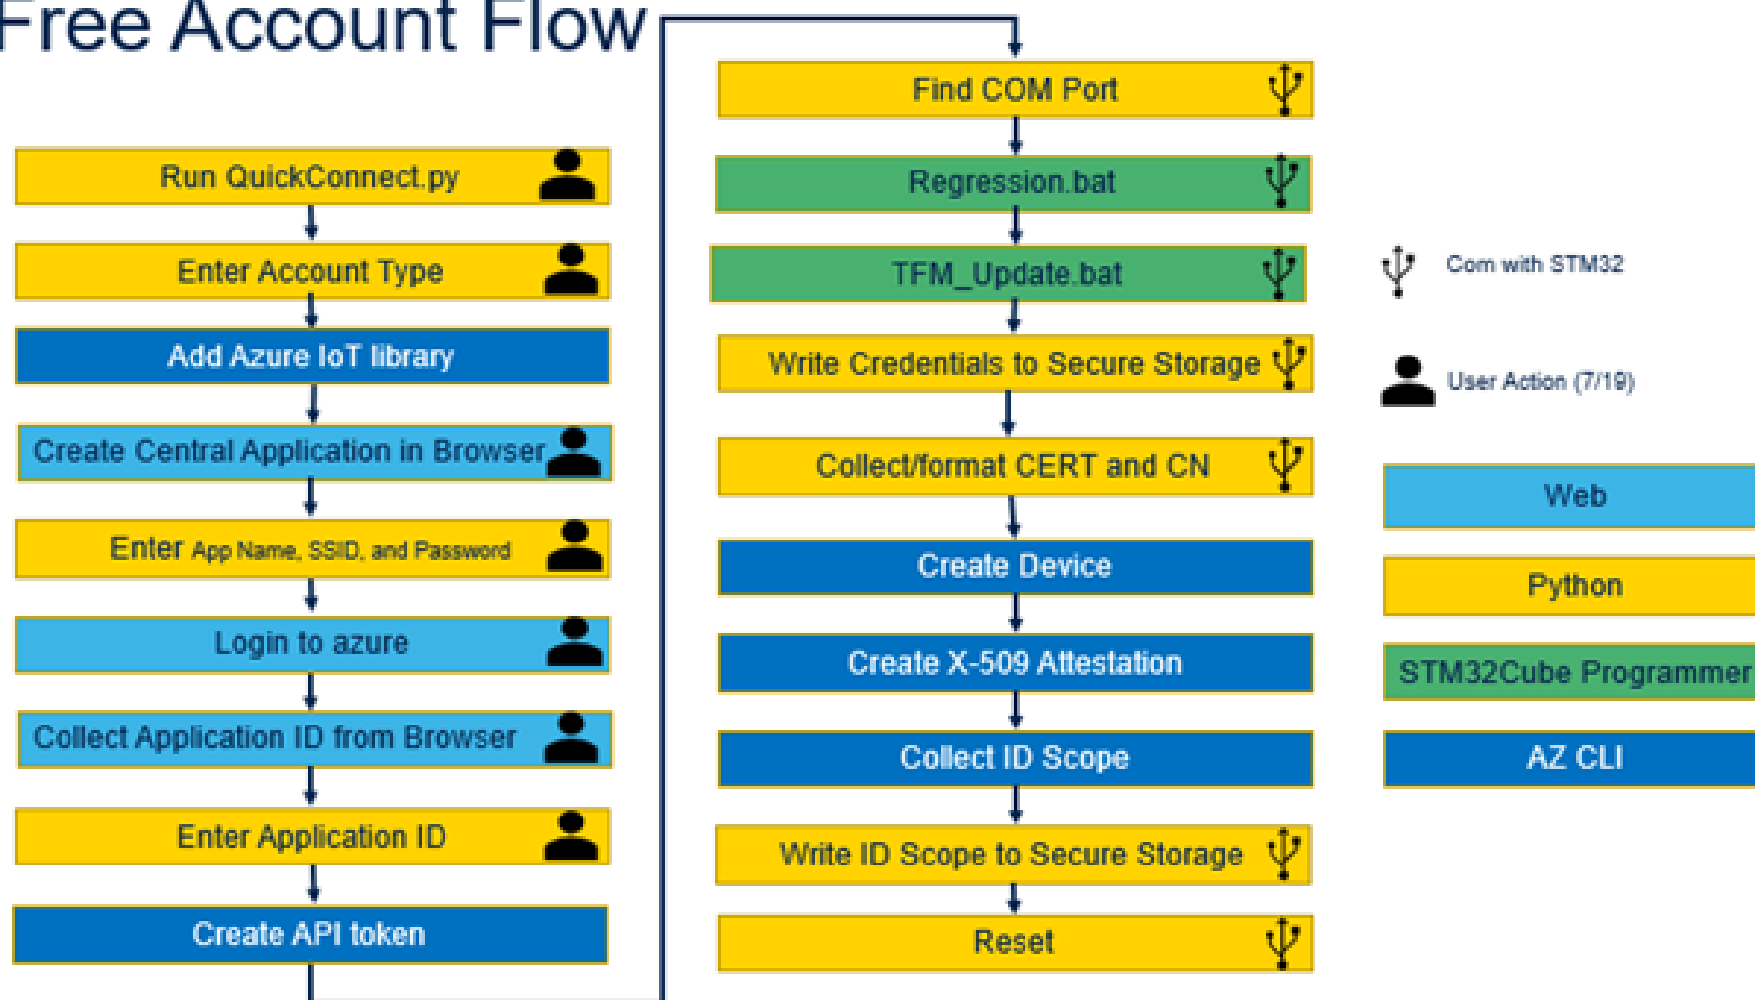 Free Account Flow
Run QuickConnect.py
Enter Account Type
Add Azure IoT library
Create Central Application in Browser
Enter App Name, SSID, and Password
Login to azure
Collect Application ID from Browser
Enter Application ID
Create API token
Find COM Port
Regression.bat
TFM_Update.bat
Write Credentials to Secure Storage
Collect/format CERT and CN
Create Device
Create X-509 Attestation
Collect ID Scope
Write ID Scope to Secure Storage
Reset
Com with STM32
User Action (7/19)
Web
Python
STM32Cube Programmer
AZ CLI